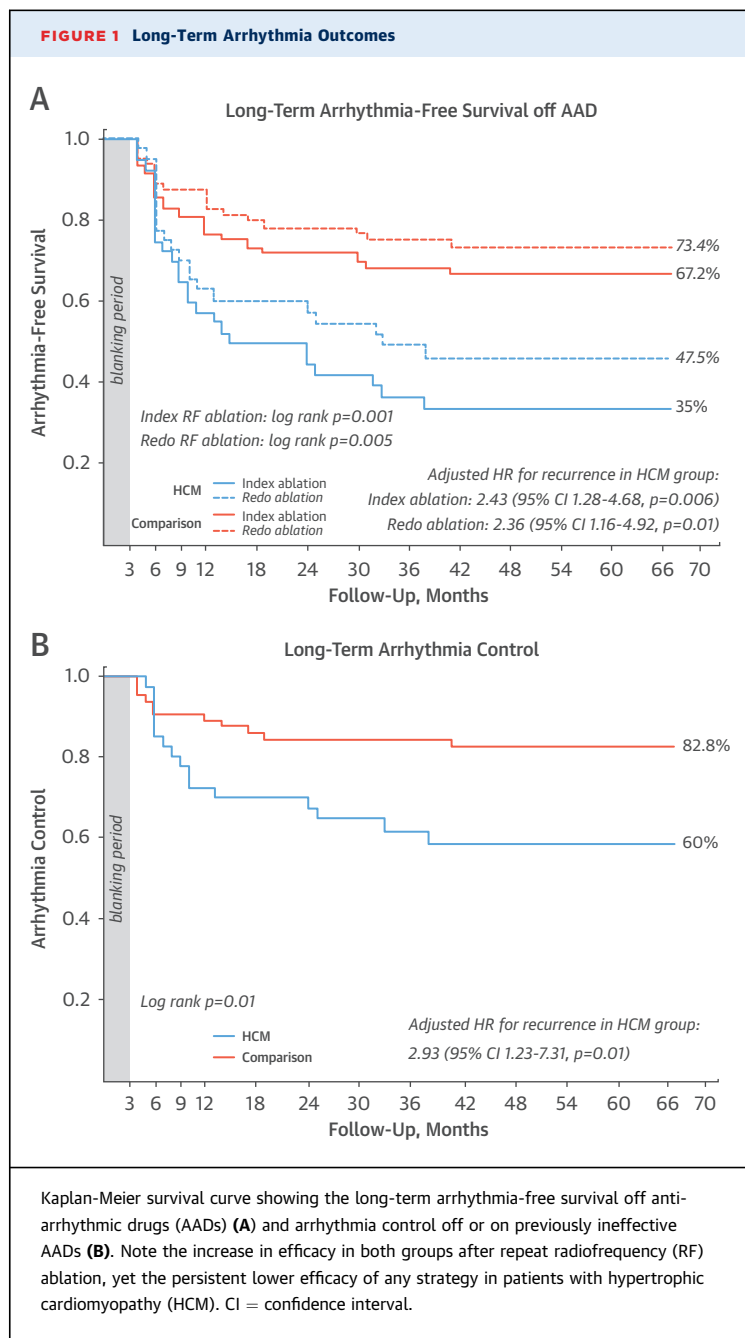 FIGURE 1 Long-Term Arrhythmia Outcomes
A
Long-Term Arrhythmia-Free Survival off AAD
Arrhythmia-Free Survival
1.0
0.8
0.6
0.4
0.2
blanking period
73.4%
67.2%
47.5%
35%
Index RF ablation: log rank p=0.001
Redo RF ablation: log rank p=0.005
HCM
Index ablation
Redo ablation
Comparison
Index ablation
Redo ablation
Adjusted HR for recurrence in HCM group:
Index ablation: 2.43 (95% CI 1.28-4.68, p=0.006)
Redo ablation: 2.36 (95% CI 1.16-4.92, p=0.01)
3 6 9 12 18 24 30 36 42 48 54 60 66 70
Follow-Up, Months
B
Long-Term Arrhythmia Control
Arrhythmia Control
1.0
0.8
0.6
0.4
0.2
blanking period
82.8%
60%
Log rank p=0.01
HCM
Comparison
Adjusted HR for recurrence in HCM group:
2.93 (95% CI 1.23-7.31, p=0.01)
3 6 9 12 18 24 30 36 42 48 54 60 66 70
Follow-Up, Months
Kaplan-Meier survival curve showing the long-term arrhythmia-free survival off anti-
arrhythmic drugs (AADs) (A) and arrhythmia control off or on previously ineffective
AADs (B). Note the increase in efficacy in both groups after repeat radiofrequency (RF)
ablation, yet the persistent lower efficacy of any strategy in patients with hypertrophic
cardiomyopathy (HCM). CI = confidence interval.